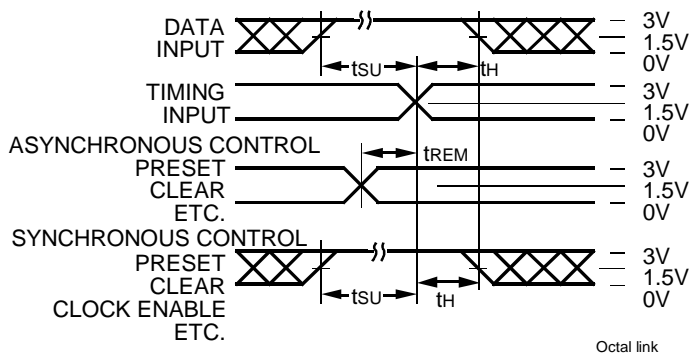 DATA
INPUT
tSU
tH
3V
1.5V
0V
TIMING
INPUT
3V
1.5V
0V
ASYNCHRONOUS CONTROL
PRESET
CLEAR
ETC.
tREM
3V
1.5V
0V
SYNCHRONOUS CONTROL
PRESET
CLEAR
CLOCK ENABLE
ETC.
tSU
tH
3V
1.5V
0V
Octal link